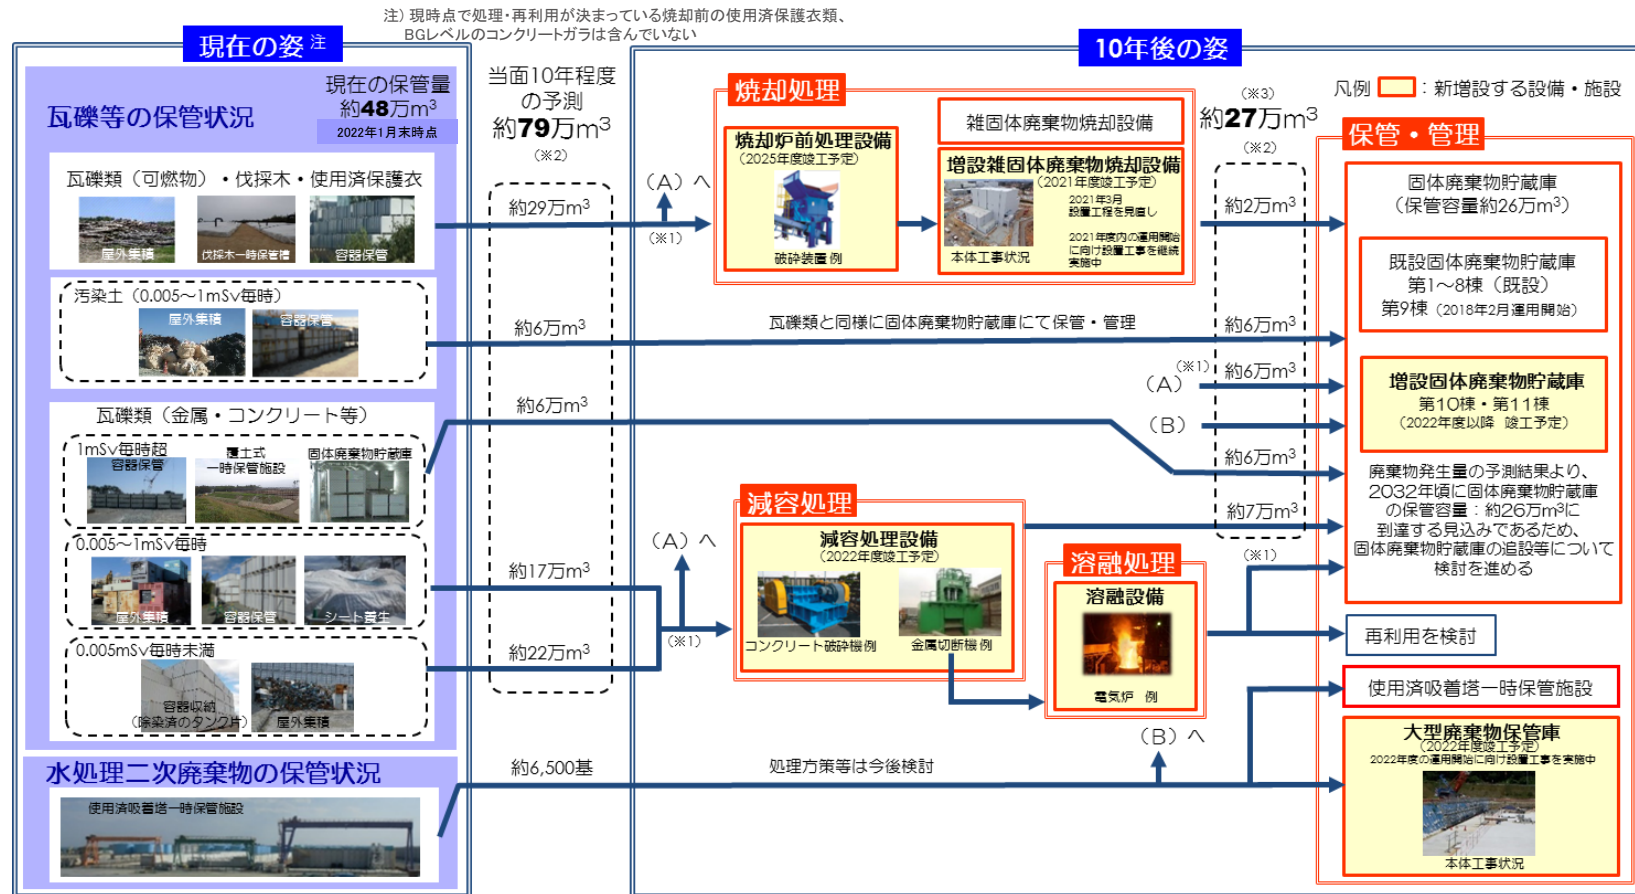 注）現時点で処理・再利用が決まっている焼却前の使用済保護衣類、
BGレベルのコンクリートガラは含んでいない
現在の姿 注
瓦礫等の保管状況
現在の保管量
約48万m³
2022年1月末時点
瓦礫類（可燃物）・伐採木・使用済保護衣
屋外集積
伐採木一時保管槽
容器保管
汚染土（0.005～1mSv毎時）
屋外集積
容器保管
瓦礫類（金属・コンクリート等）
1mSv毎時超
容器保管
覆土式
一時保管施設
固体廃棄物貯蔵庫
0.005～1mSv毎時
屋外集積
容器保管
シート養生
0.005mSv毎時未満
容器収納
（除染済のタンク片）
屋外集積
水処理二次廃棄物の保管状況
使用済吸着塔一時保管施設
当面10年程度
の予測
約79万m³
（※2）
約29万m³
約6万m³
約6万m³
約17万m³
約22万m³
約6,500基
10年後の姿
凡例
：新増設する設備・施設
（A）へ
（※1）
焼却処理
焼却炉前処理設備
（2025年度竣工予定）
破砕装置例
雑固体廃棄物焼却設備
増設雑固体廃棄物焼却設備
（2021年度竣工予定）
2021年3月
設置工程を見直し
2021年度内の運用開始
に向け設置工事を継続
実施中
本体工事状況
瓦礫類と同様に固体廃棄物貯蔵庫にて保管・管理
（A）へ
（※1）
減容処理
減容処理設備
（2022年度竣工予定）
コンクリート破砕機例
金属切断機例
溶融処理
溶融設備
電気炉 例
処理方策等は今後検討
（B）へ
（※3）
約27万m³
（※2）
約2万m³
約6万m³
（A）（※1）
約6万m³
（B）
約6万m³
約7万m³
（※1）
保管・管理
固体廃棄物貯蔵庫
（保管容量約26万m³）
既設固体廃棄物貯蔵庫
第1～8棟（既設）
第9棟（2018年2月運用開始）
増設固体廃棄物貯蔵庫
第10棟・第11棟
（2022年度以降 竣工予定）
廃棄物発生量の予測結果より、
2032年頃に固体廃棄物貯蔵庫
の保管容量：約26万m³に
到達する見込みであるため、
固体廃棄物貯蔵庫の追設等について
検討を進める
再利用を検討
使用済吸着塔一時保管施設
大型廃棄物保管庫
（2022年度竣工予定）
2022年度の運用開始に向け設置工事を実施中
本体工事状況